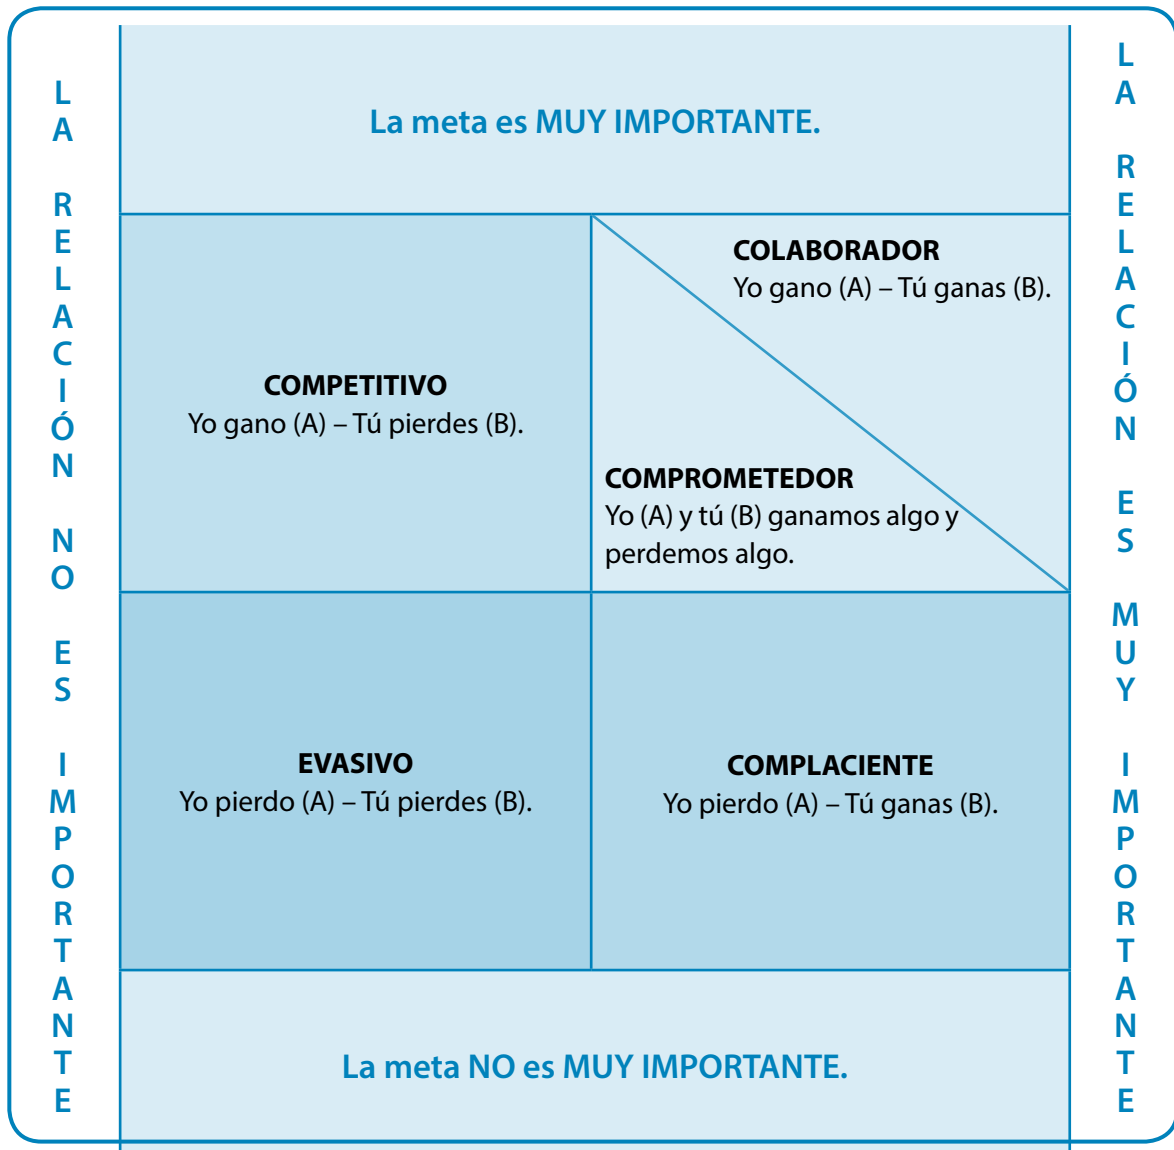 LA RELACIÓN NO ES IMPORTANTE
La meta es MUY IMPORTANTE.
COMPETITIVO
Yo gano (A) – Tú pierdes (B).
COLABORADOR
Yo gano (A) – Tú ganas (B).
COMPROMETEDOR
Yo (A) y tú (B) ganamos algo y
perdemos algo.
EVASIVO
Yo pierdo (A) – Tú pierdes (B).
COMPLACIENTE
Yo pierdo (A) – Tú ganas (B).
La meta NO es MUY IMPORTANTE.
LA RELACIÓN ES MUY IMPORTANTE